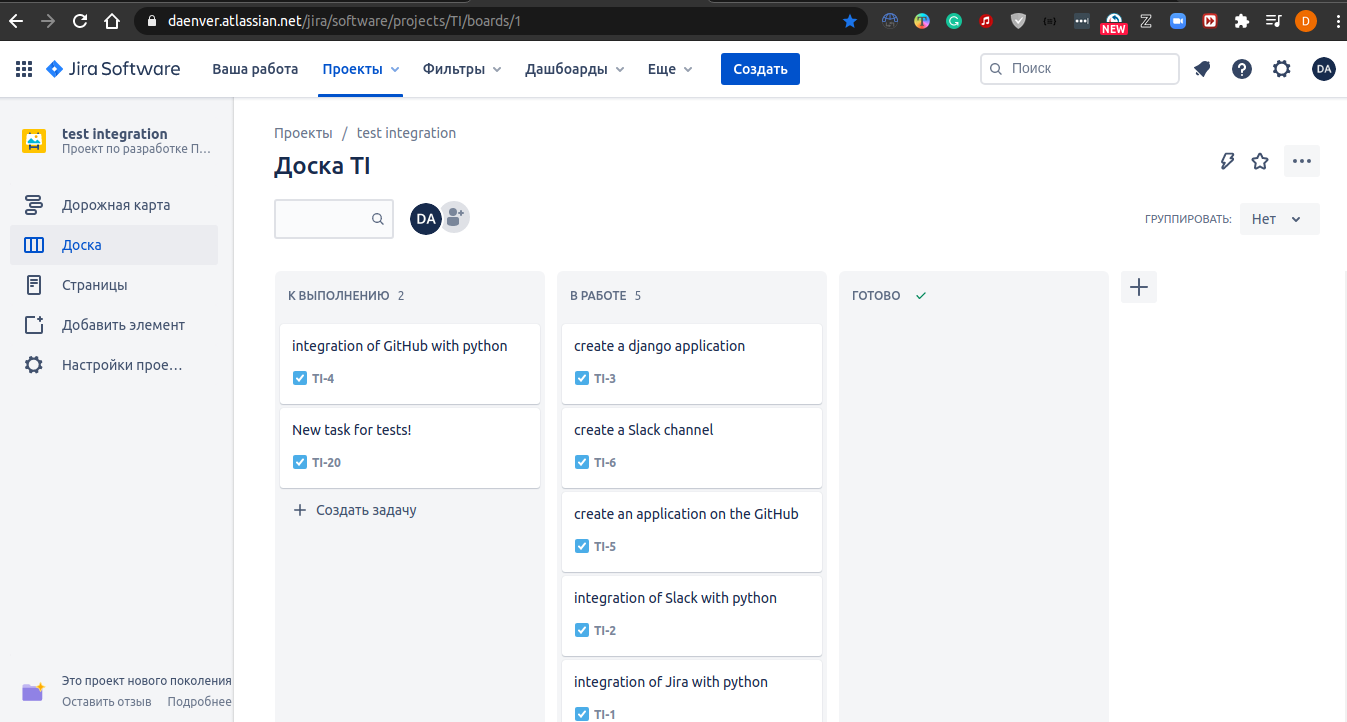 daenver.atlassian.net/jira/software/projects/TI/boards/1
NEW
D
Jira Software
Ваша работа
Проекты
Фильтры
Дашбоарды
Еще
Создать
Поиск
DA
test integration
Проект по разработке П...
Дорожная карта
Доска
Страницы
Добавить элемент
Настройки прое...
Это проект нового поколения
Оставить отзыв Подробнее
Проекты / test integration
Доска TI
DA
ГРУППИРОВАТЬ: Нет
К ВЫПОЛНЕНИЮ 2
integration of GitHub with python
TI-4
New task for tests!
TI-20
Создать задачу
В РАБОТЕ 5
create a django application
TI-3
create a Slack channel
TI-6
create an application on the GitHub
TI-5
integration of Slack with python
TI-2
integration of Jira with python
TI-1
ГОТОВО